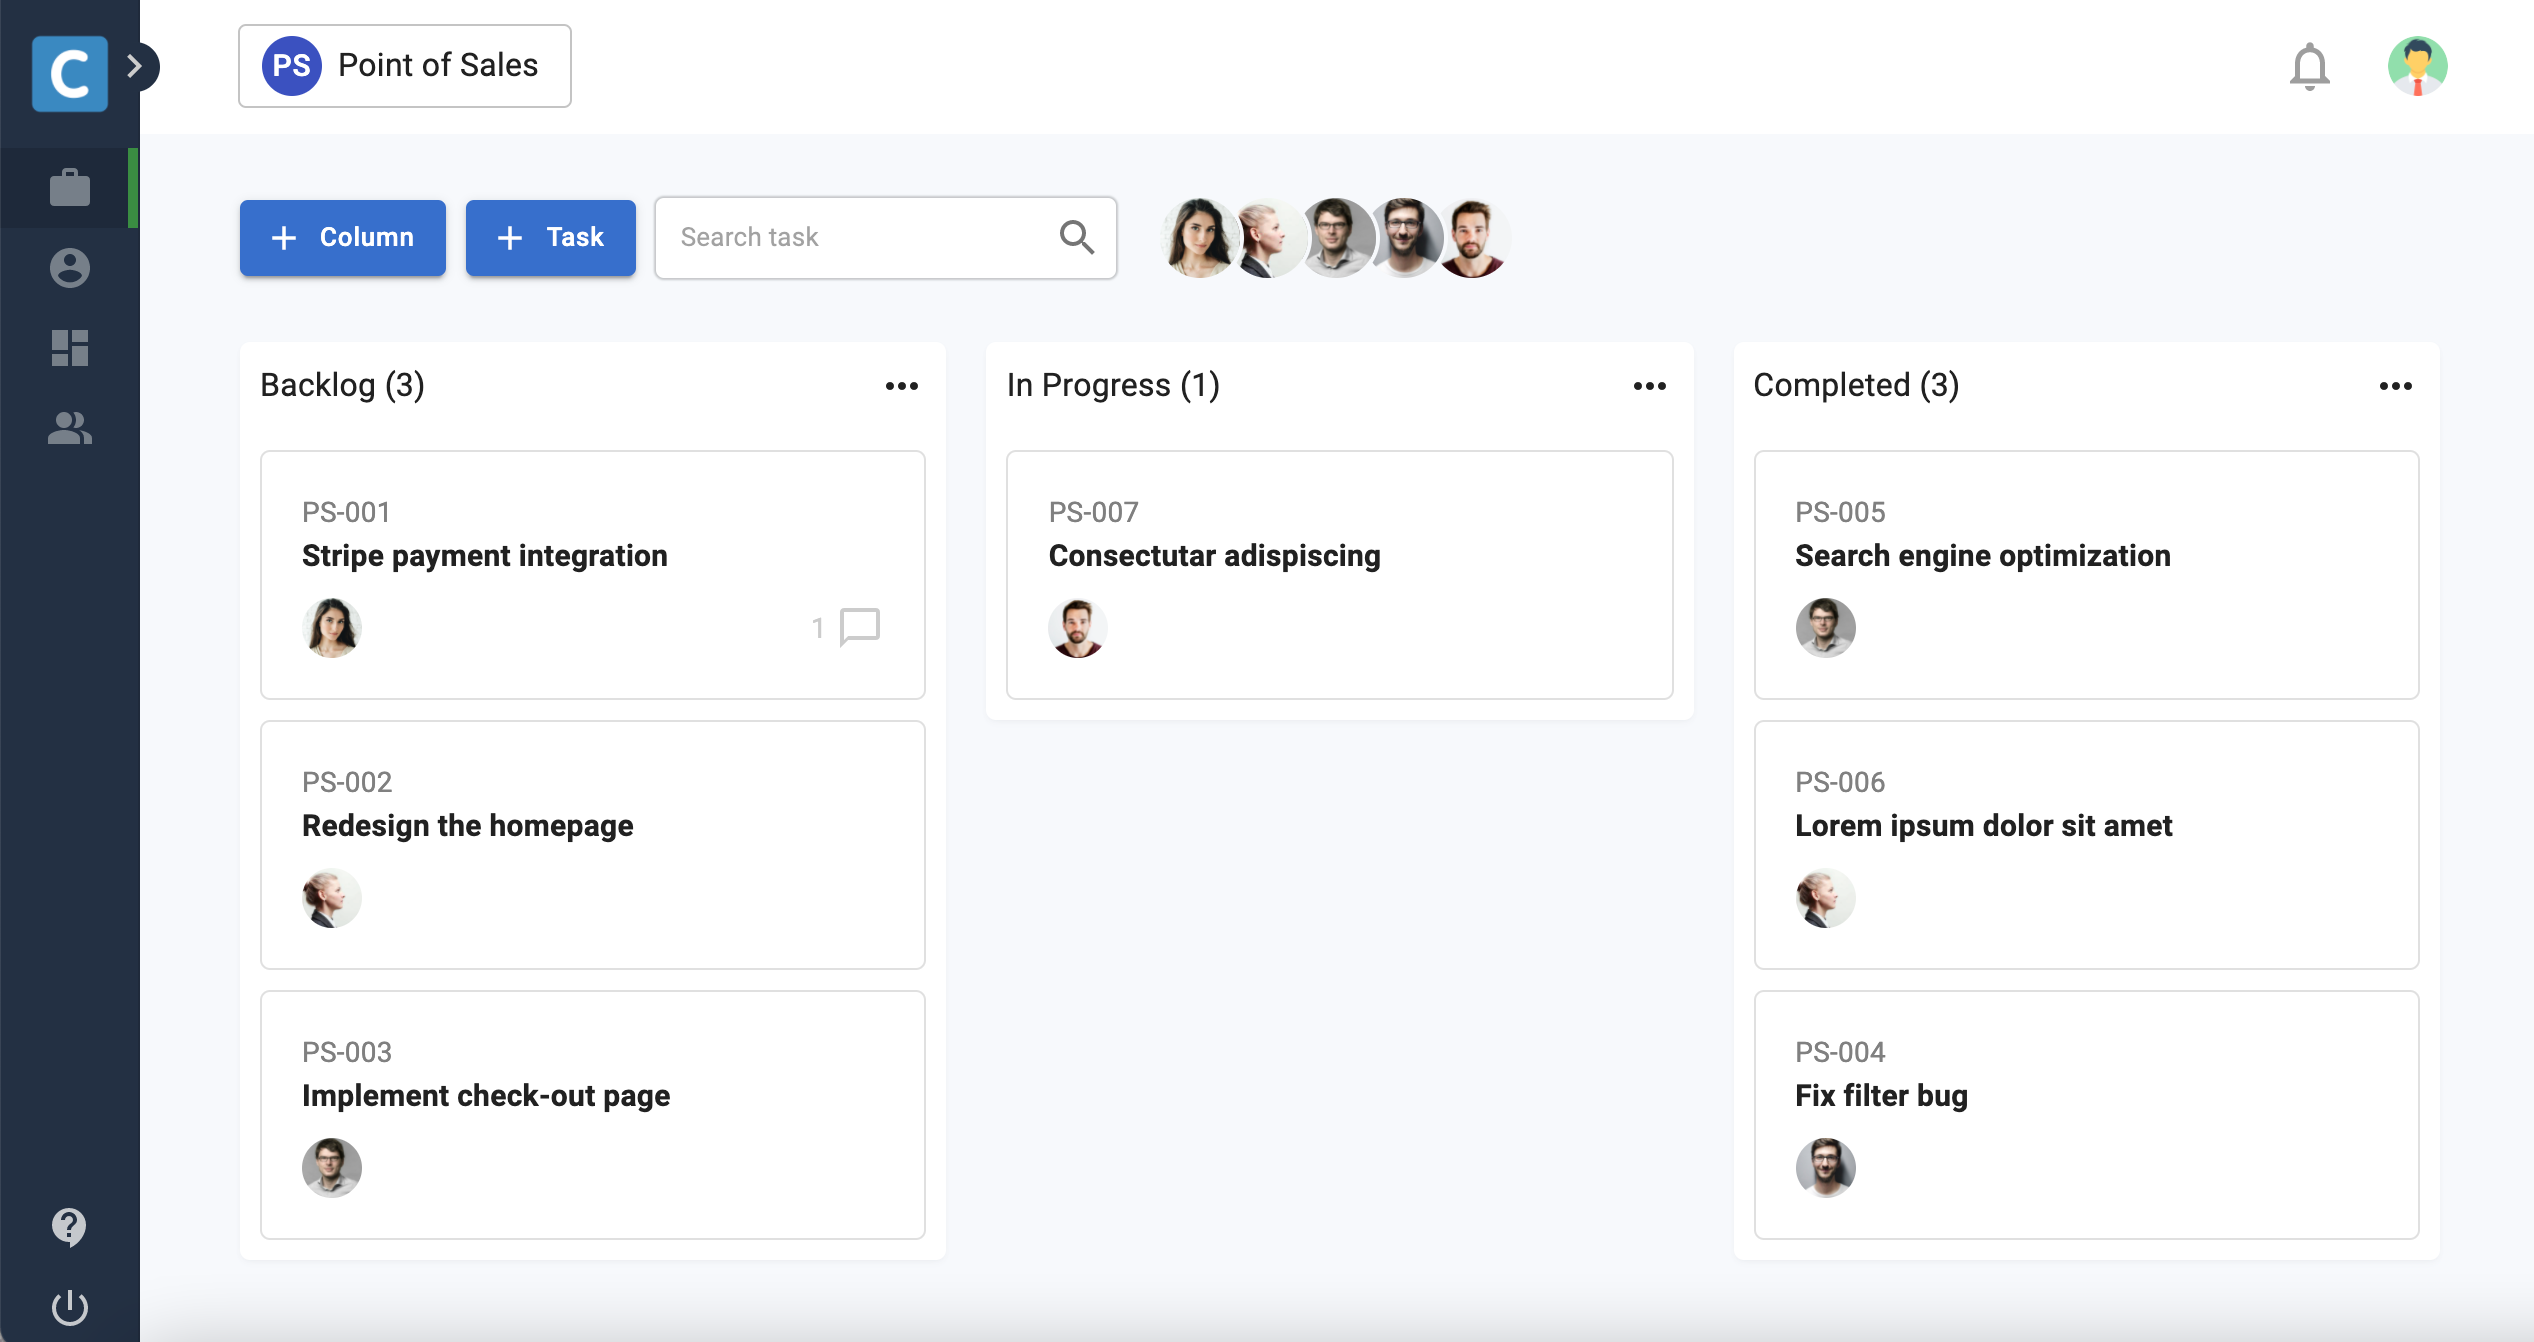 C
PS Point of Sales
+ Column
+ Task
Search task
Backlog (3)
PS-001
Stripe payment integration
1
PS-002
Redesign the homepage
PS-003
Implement check-out page
In Progress (1)
PS-007
Consectutar adispiscing
Completed (3)
PS-005
Search engine optimization
PS-006
Lorem ipsum dolor sit amet
PS-004
Fix filter bug